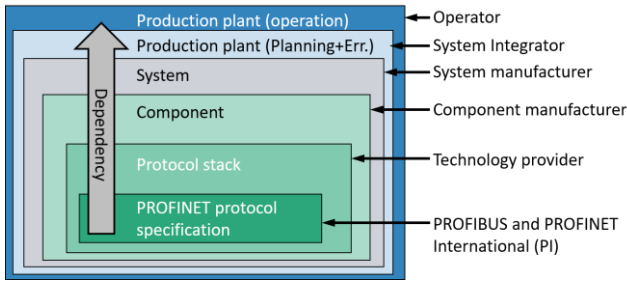 Production plant (operation)
Operator
Production plant (Planning+Err.)
System Integrator
System
System manufacturer
Component
Component manufacturer
Dependency
Protocol stack
Technology provider
PROFINET protocol
specification
PROFIBUS and PROFINET
International (PI)